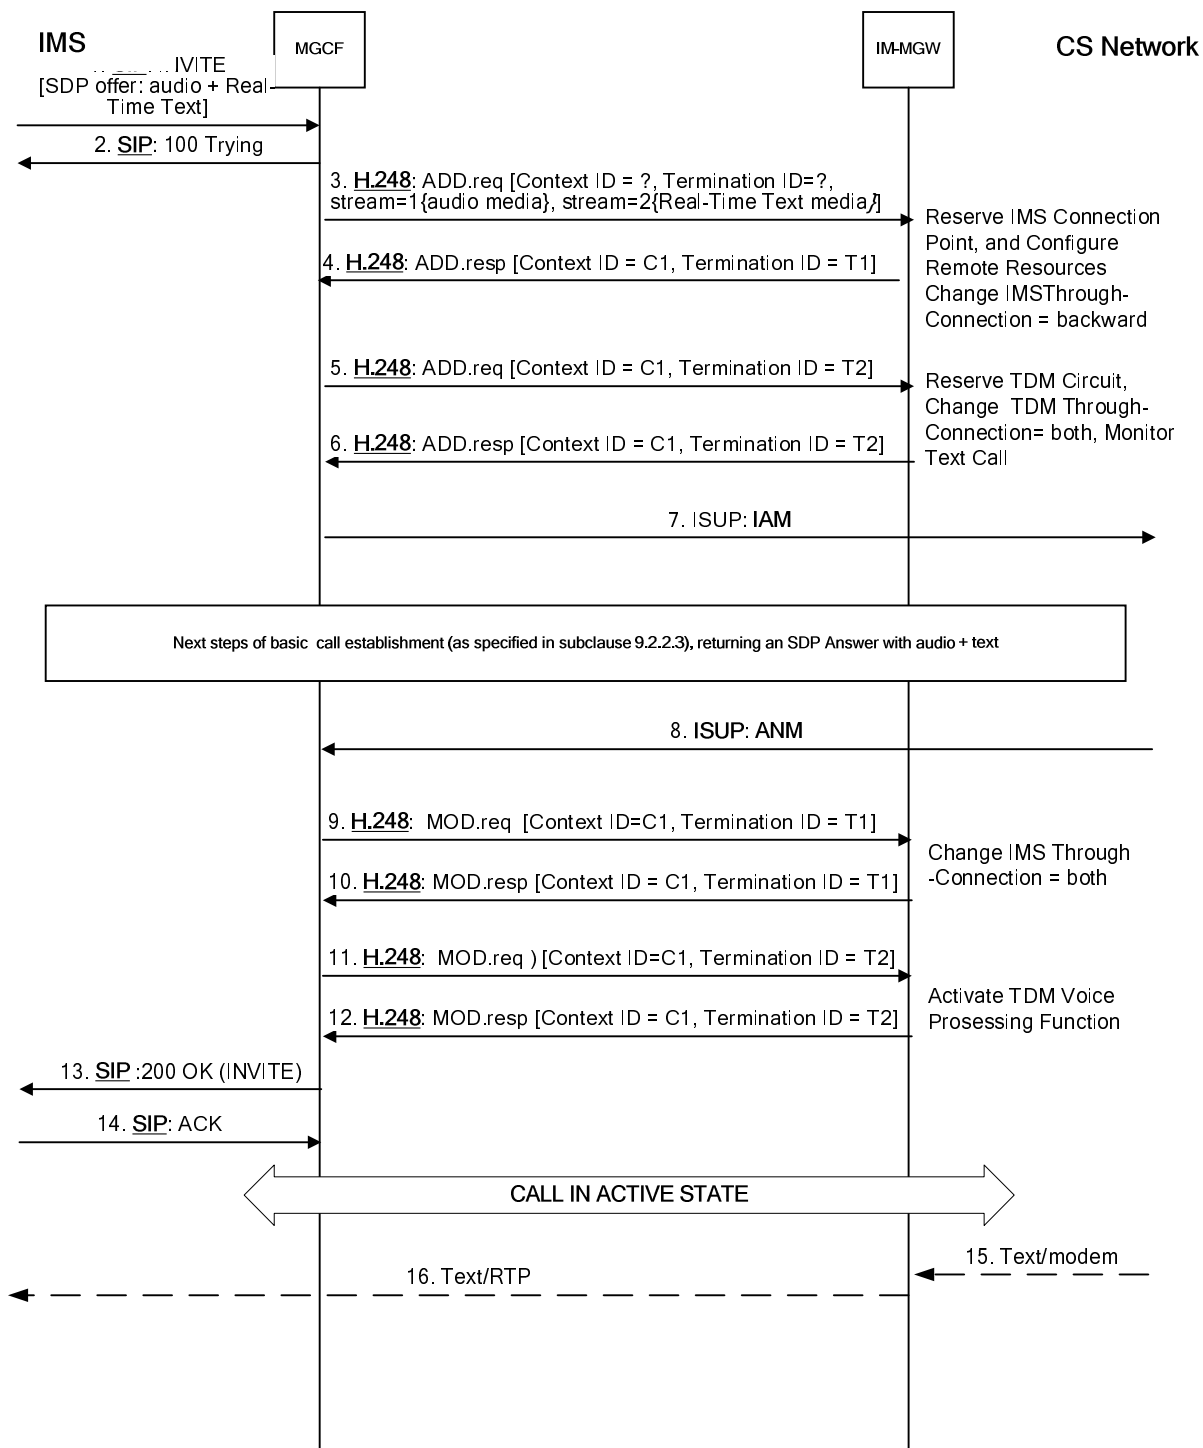 IMS
MGCF
IM-MGW
CS Network
IVITE
[SDP offer: audio + Real-
Time Text]
2. SIP: 100 Trying
3. H.248: ADD.req [Context ID = ?, Termination ID=?,
stream=1{audio media}, stream=2{Real-Time Text media}]
Reserve IMS Connection
Point, and Configure
Remote Resources
Change IMSThrough-
Connection = backward
4. H.248: ADD.resp [Context ID = C1, Termination ID = T1]
5. H.248: ADD.req [Context ID = C1, Termination ID = T2]
Reserve TDM Circuit,
Change TDM Through-
Connection= both, Monitor
Text Call
6. H.248: ADD.resp [Context ID = C1, Termination ID = T2]
7. ISUP: IAM
Next steps of basic call establishment (as specified in subclause 9.2.2.3), returning an SDP Answer with audio + text
8. ISUP: ANM
9. H.248: MOD.req [Context ID=C1, Termination ID = T1]
Change IMS Through
-Connection = both
10. H.248: MOD.resp [Context ID = C1, Termination ID = T1]
11. H.248: MOD.req ) [Context ID=C1, Termination ID = T2]
Activate TDM Voice
Prosessing Function
12. H.248: MOD.resp [Context ID = C1, Termination ID = T2]
13. SIP :200 OK (INVITE)
14. SIP: ACK
CALL IN ACTIVE STATE
15. Text/modem
16. Text/RTP